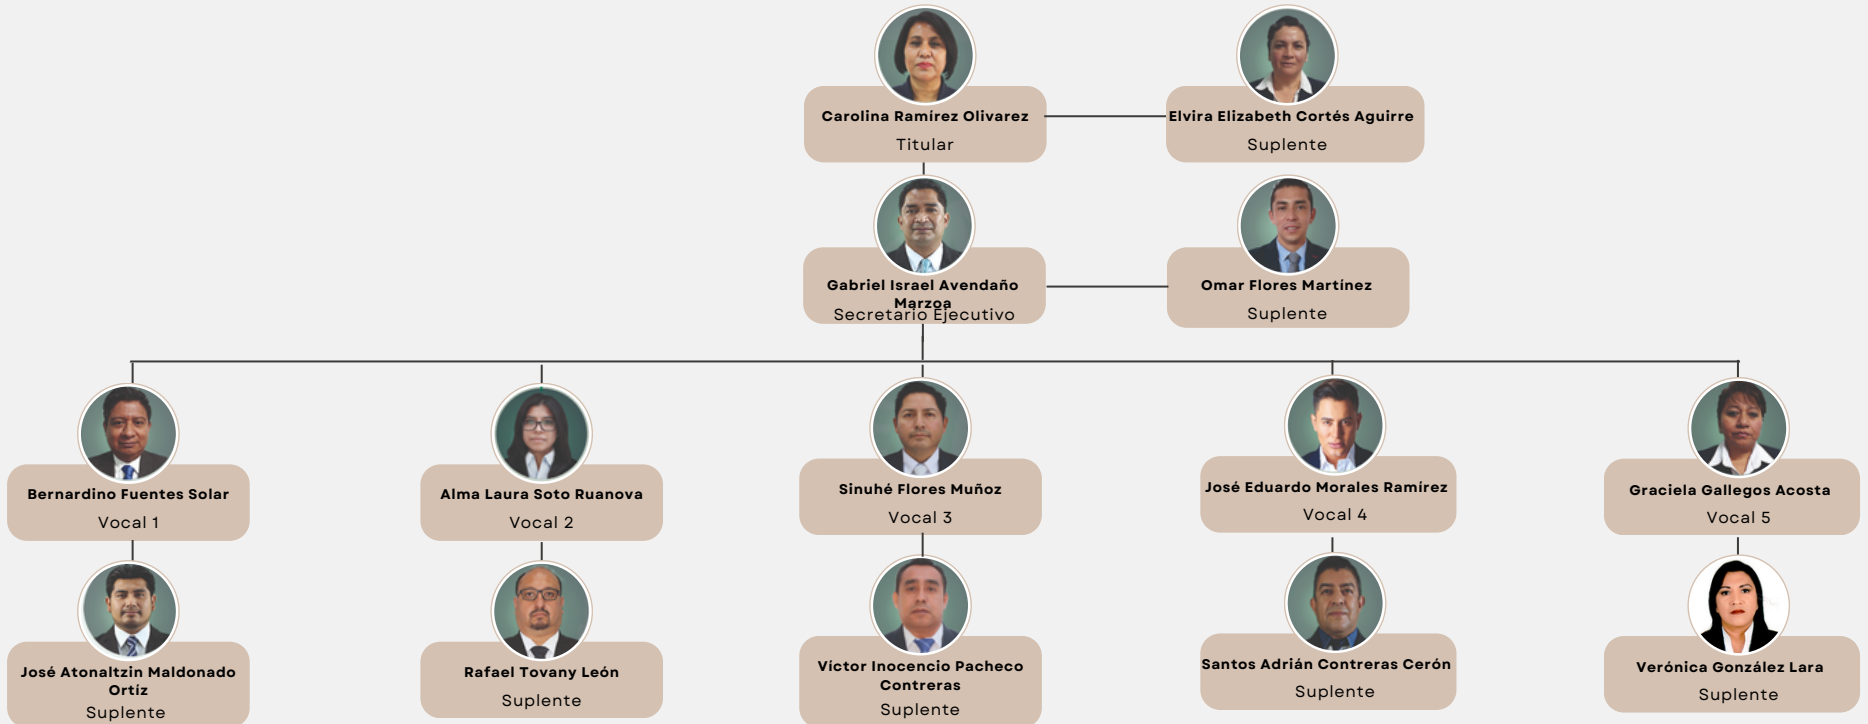 Carolina Ramírez Olivarez
Titular
Elvira Elizabeth Cortés Aguirre
Suplente
Gabriel Israel Avendaño
Marzoa
Secretario Ejecutivo
Omar Flores Martínez
Suplente
Bernardino Fuentes Solar
Vocal 1
Alma Laura Soto Ruanova
Vocal 2
Sinuhé Flores Muñoz
Vocal 3
José Eduardo Morales Ramírez
Vocal 4
Graciela Gallegos Acosta
Vocal 5
José Atonaltzin Maldonado
Ortíz
Suplente
Rafael Tovany León
Suplente
Víctor Inocencio Pacheco
Contreras
Suplente
Santos Adrián Contreras Cerón
Suplente
Verónica González Lara
Suplente